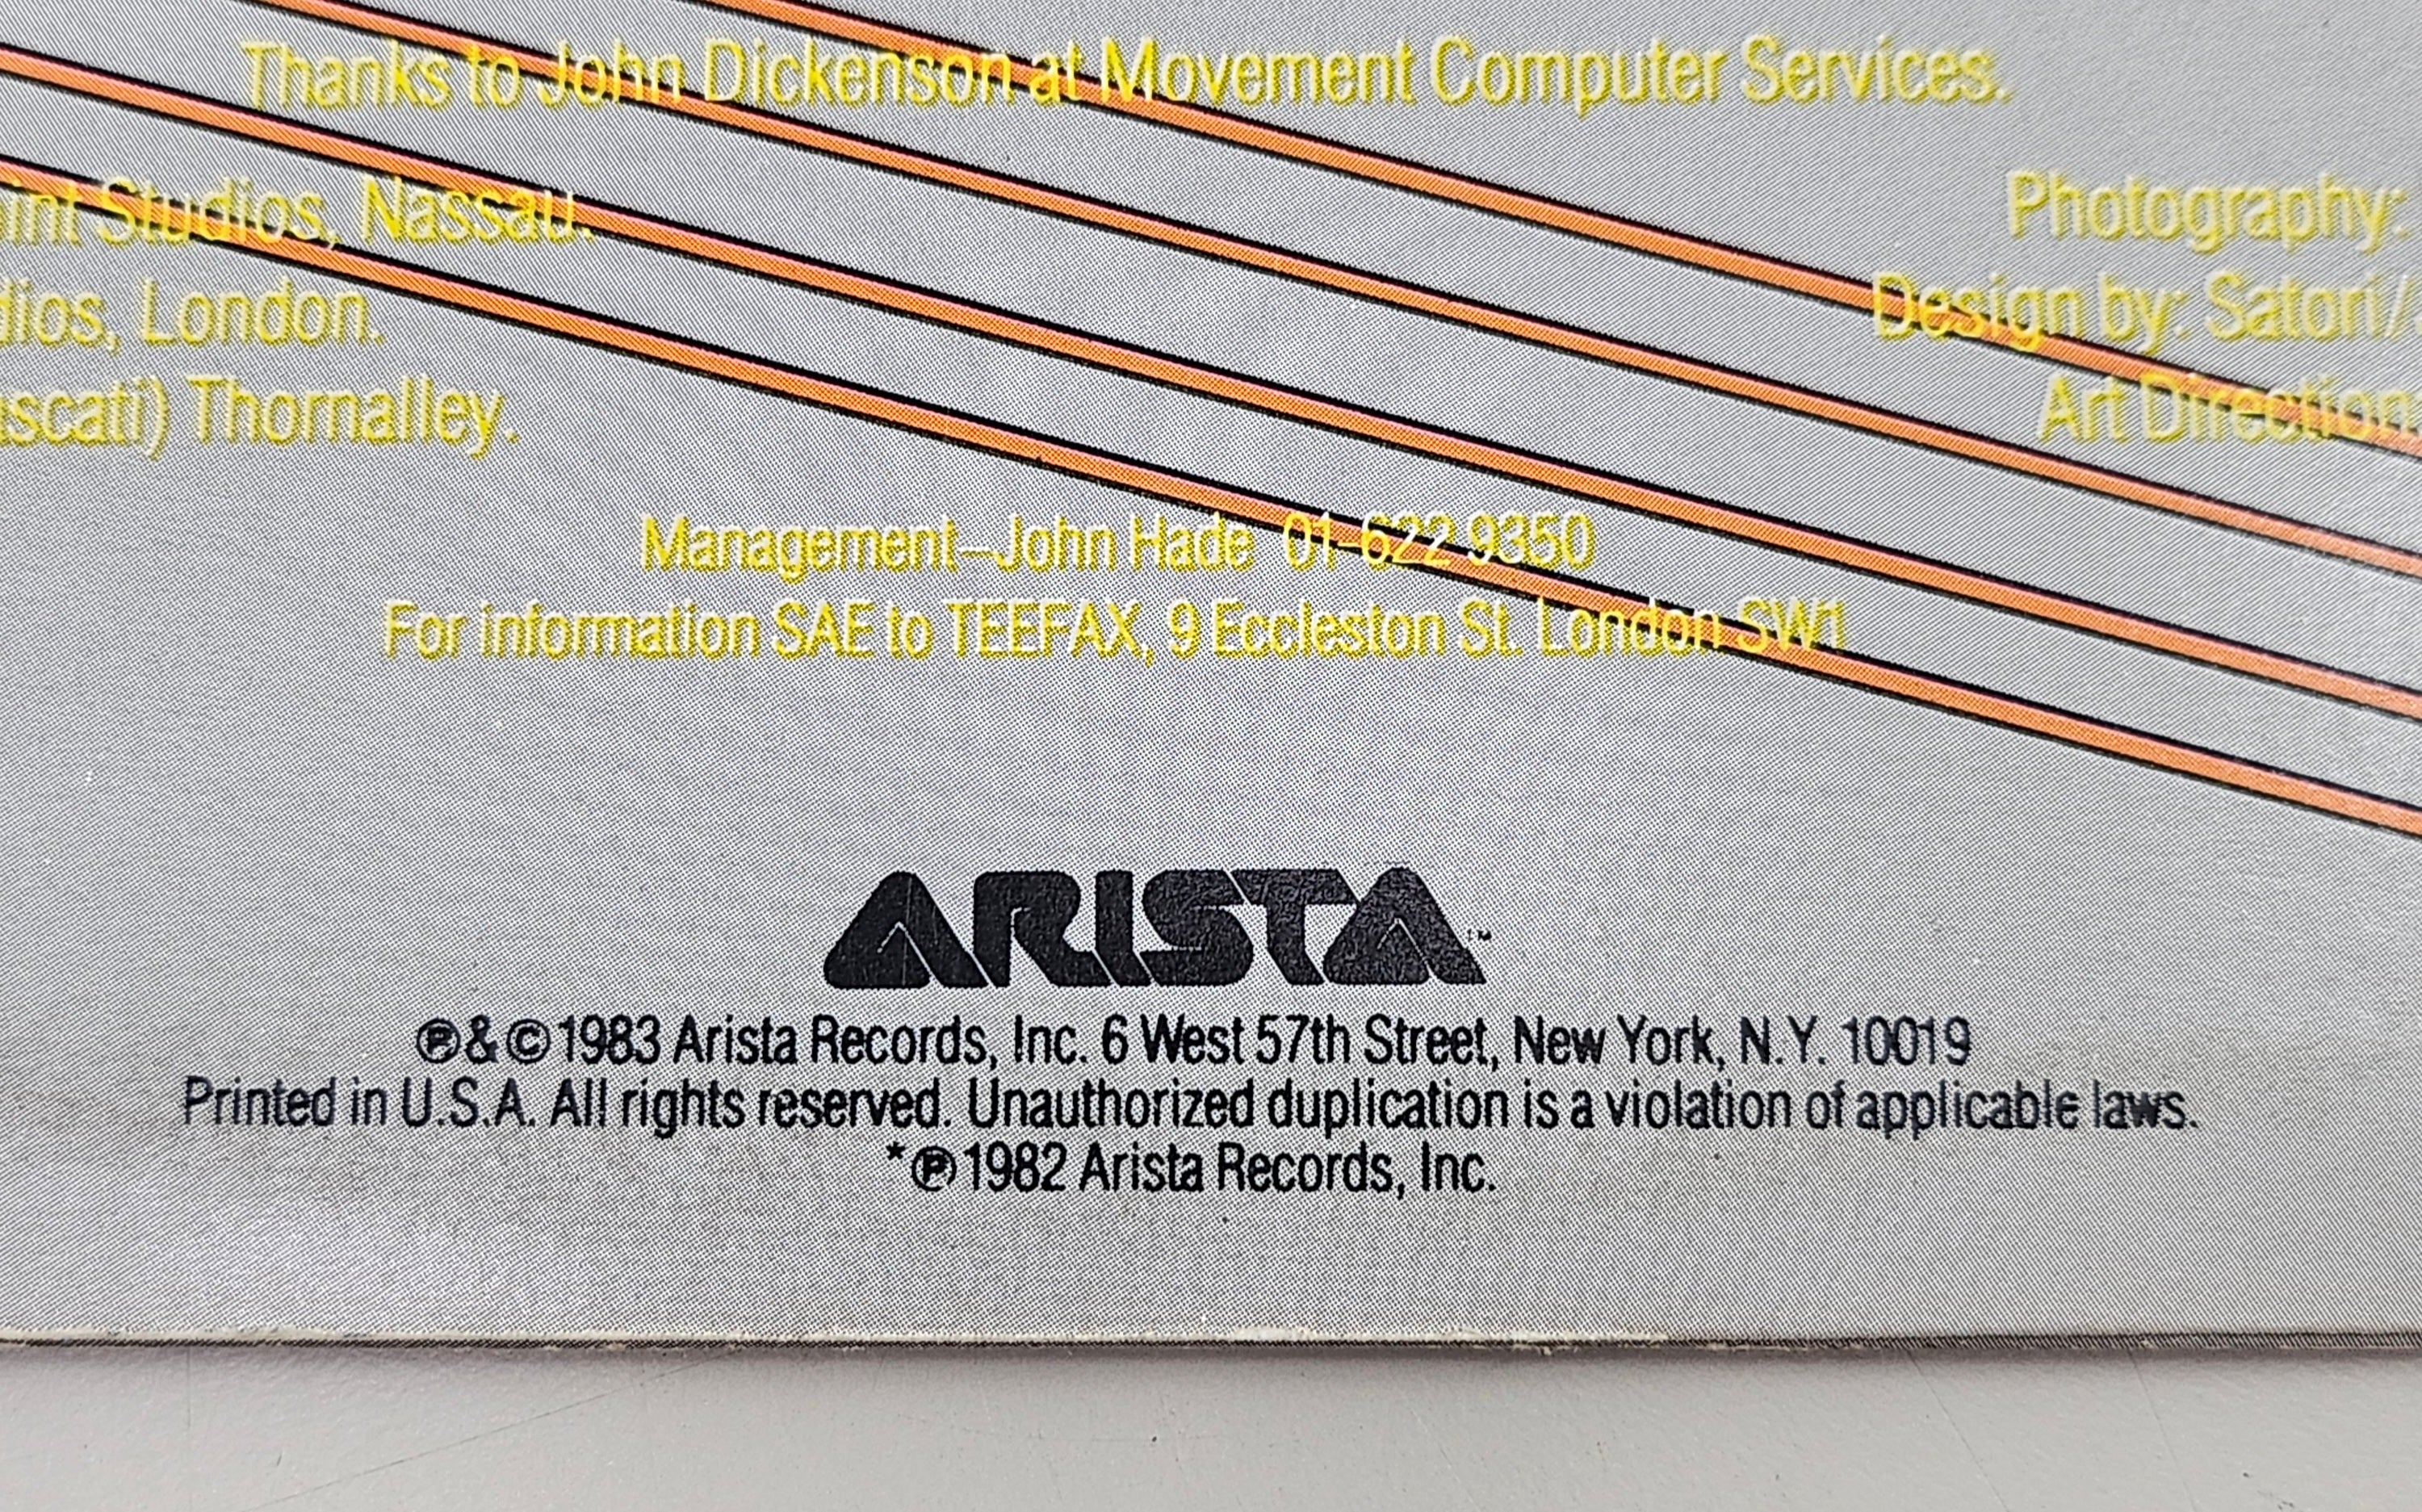 Thanks to John Dickenson at Movement Computer Services.
int Studios, Nassau.
Photography:
dios, London.
Design by: Satori/
ascati) Thornalley.
Art Direction:
Management–John Hade 01-622 9350
For information SAE to TEEFAX, 9 Eccleston St. London SW1
ARISTA™
℗&©1983 Arista Records, Inc. 6 West 57th Street, New York, N.Y. 10019
Printed in U.S.A. All rights reserved. Unauthorized duplication is a violation of applicable laws.
*℗1982 Arista Records, Inc.